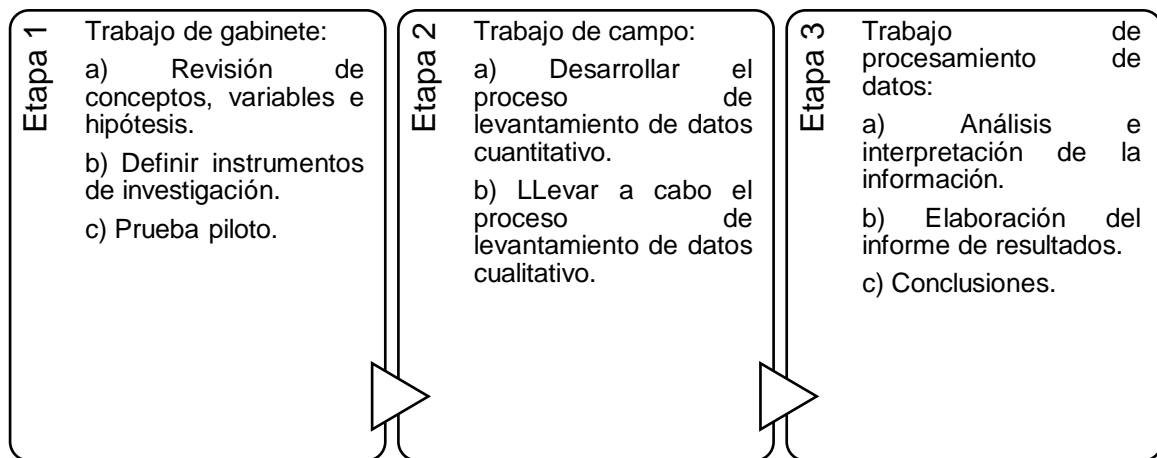 Etapa 1
Trabajo de gabinete:
a) Revisión de
conceptos, variables e
hipótesis.
b) Definir instrumentos
de investigación.
c) Prueba piloto.
Etapa 2
Trabajo de campo:
a) Desarrollar el
proceso de
levantamiento de datos
cuantitativo.
b) LLevar a cabo el
proceso de
levantamiento de datos
cualitativo.
Etapa 3
Trabajo de
procesamiento de
datos:
a) Análisis e
interpretación de la
información.
b) Elaboración del
informe de resultados.
c) Conclusiones.